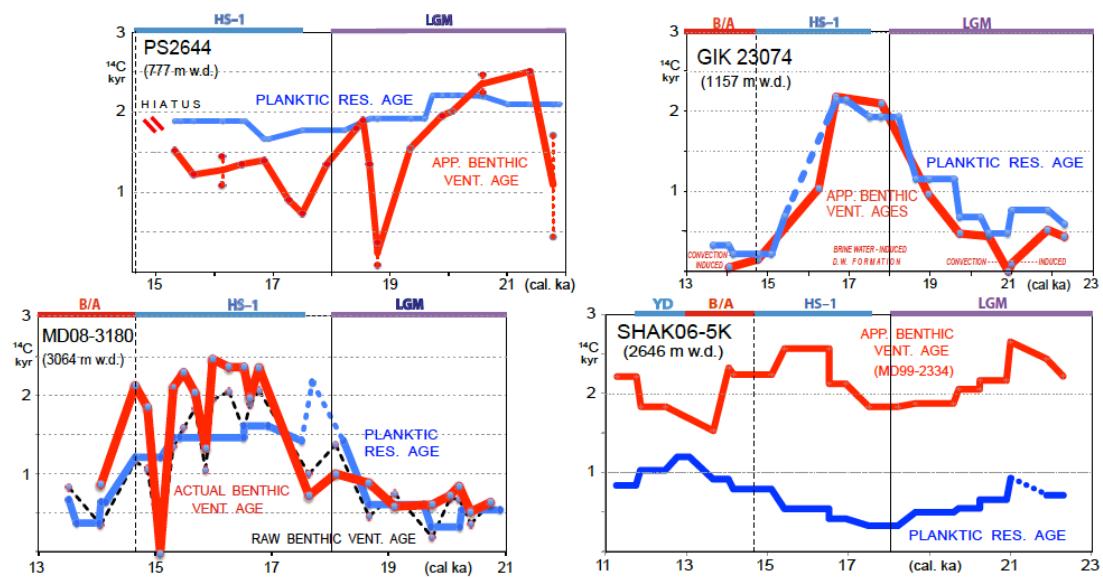 HS–1 LGM
3
PS2644
¹⁴C
kyr
(777 m w.d.)
HIATUS
PLANKTIC RES. AGE
2
APP. BENTHIC
VENT. AGE
1
15 17 19 21 (cal. ka)
B/A HS–1 LGM
3
GIK 23074
¹⁴C
kyr
(1157 m w.d.)
2
PLANKTIC
RES. AGE
1
APP. BENTHIC
VENT. AGES
CONVECTION
INDUCED
BRINE WATER-INDUCED
D.W. FORMATION
CONVECTION INDUCED
13 15 17 19 21 (cal ka) 23
B/A HS–1 LGM
3
MD08-3180
¹⁴C
kyr
(3064 m w.d.)
2
PLANKTIC
RES. AGE
1
ACTUAL BENTHIC
VENT. AGE
RAW BENTHIC VENT. AGE
13 15 17 19 (cal ka) 21
YD B/A HS–1 LGM
3
SHAK06-5K
¹⁴C
kyr
(2646 m w.d.)
APP. BENTHIC
VENT. AGE
(MD99-2334)
2
1
PLANKTIC RES. AGE
11 13 15 17 19 21 (cal ka) 23